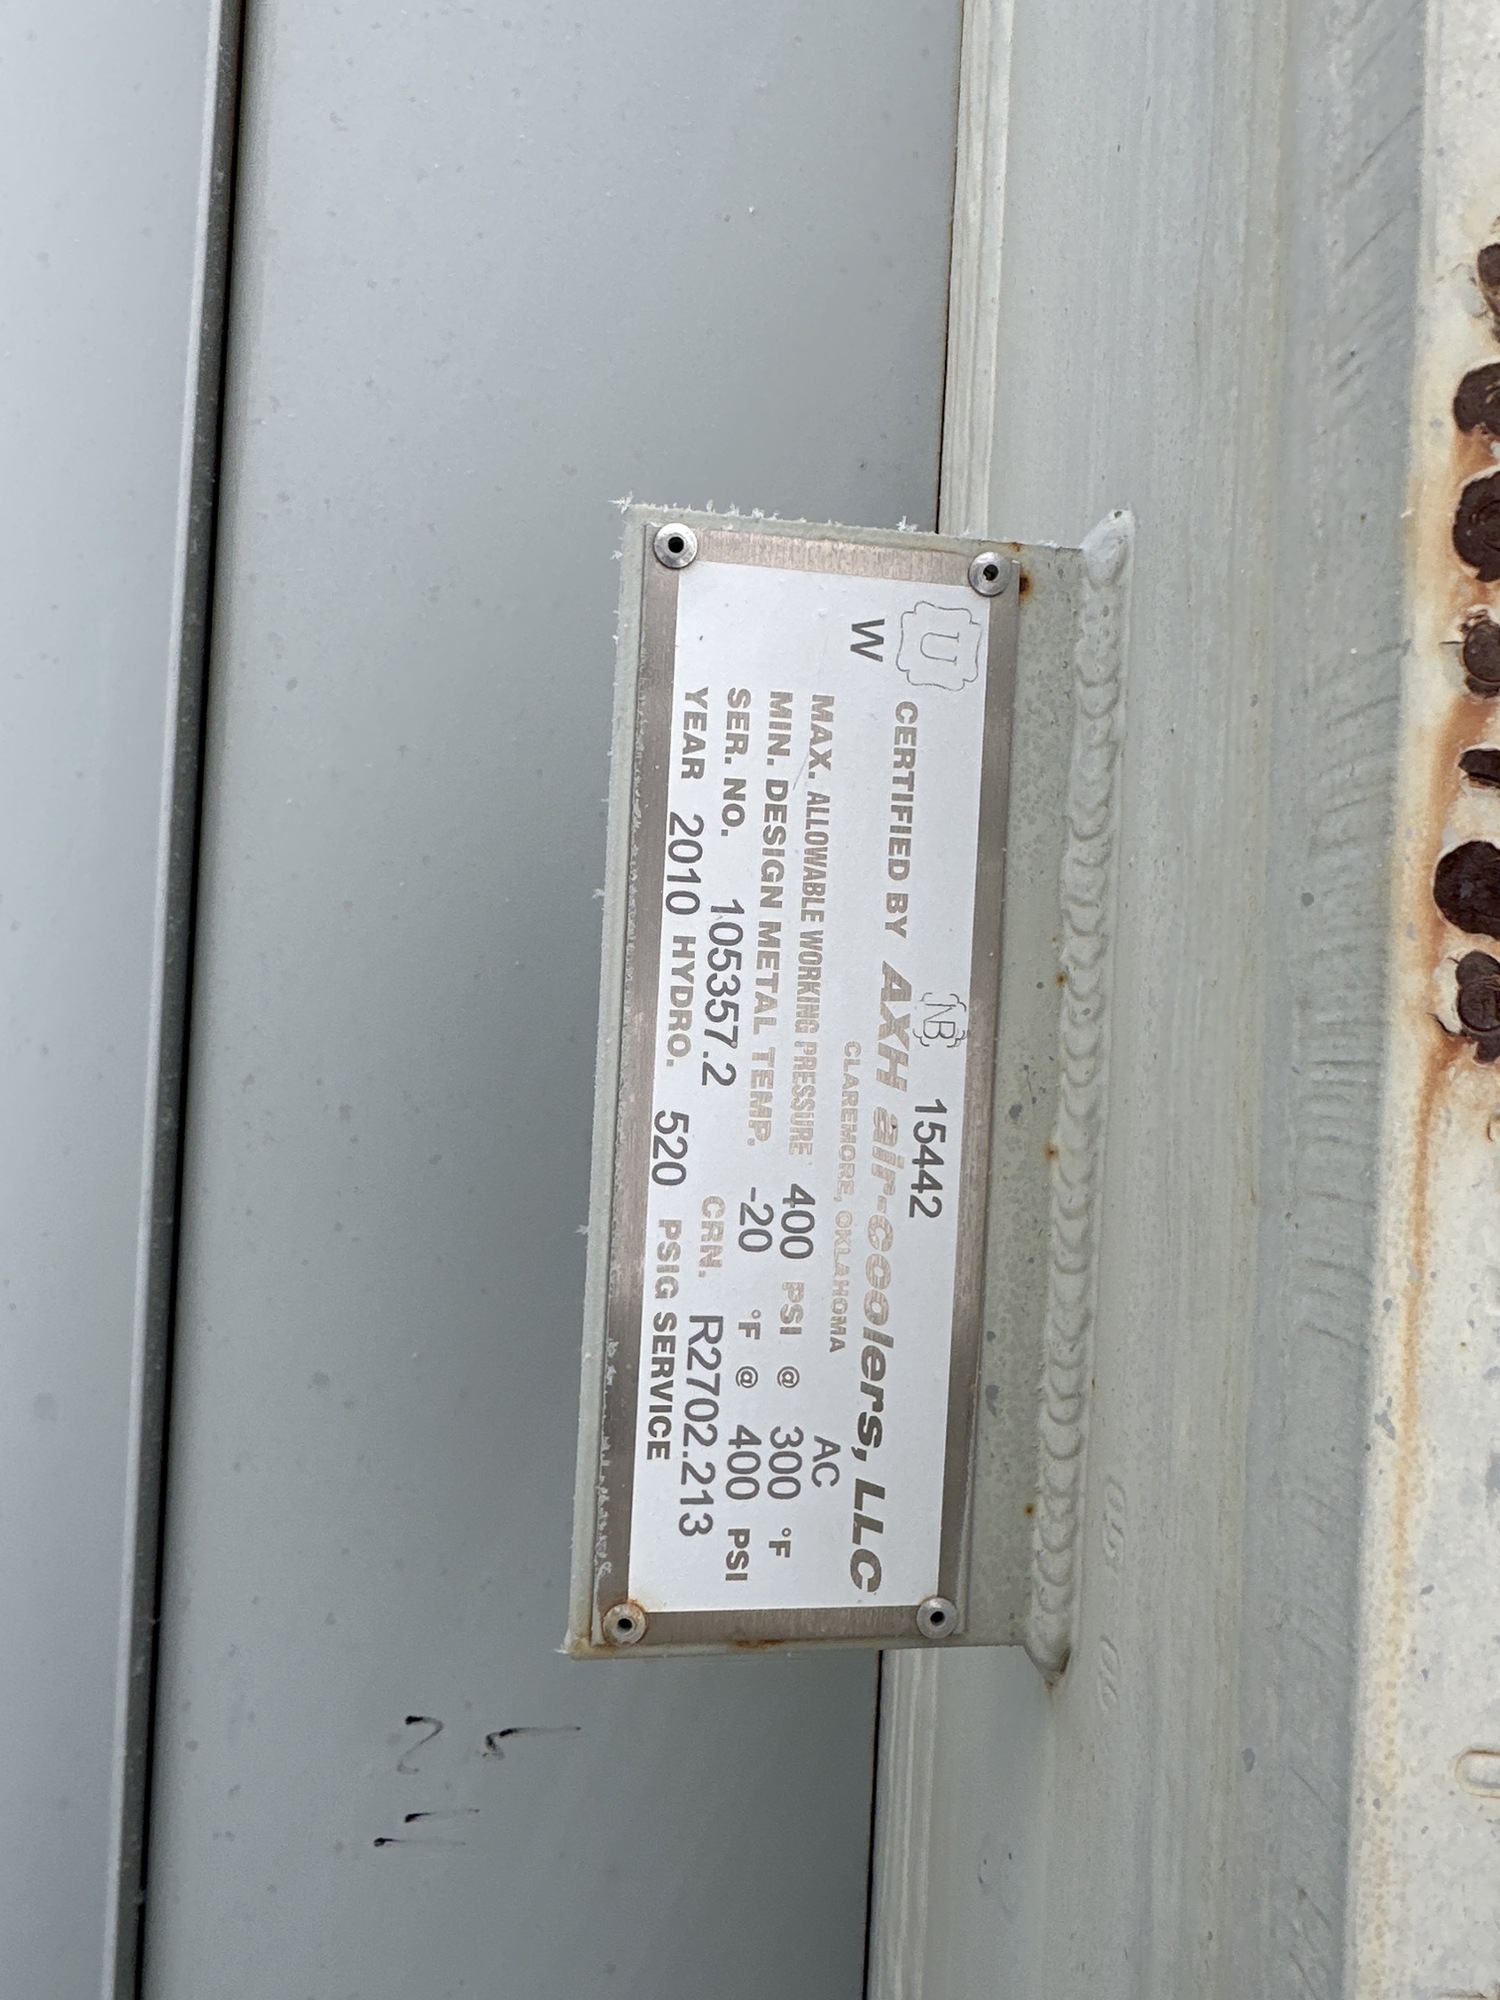 U
W
NB 15442
CERTIFIED BY AXH air-coolers, LLC
CLAREMORE, OKLAHOMA AC
MAX. ALLOWABLE WORKING PRESSURE 400 PSI @ 300 °F
MIN. DESIGN METAL TEMP. -20 °F @ 400 PSI
SER. NO. 105357.2 CRN. R2702.213
YEAR 2010 HYDRO. 520 PSIG SERVICE